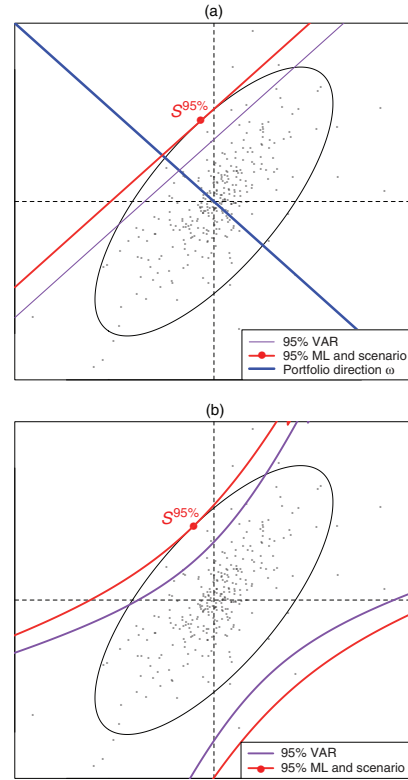 (a)
S95%
95% VAR
95% ML and scenario
Portfolio direction ω
(b)
S95%
95% VAR
95% ML and scenario